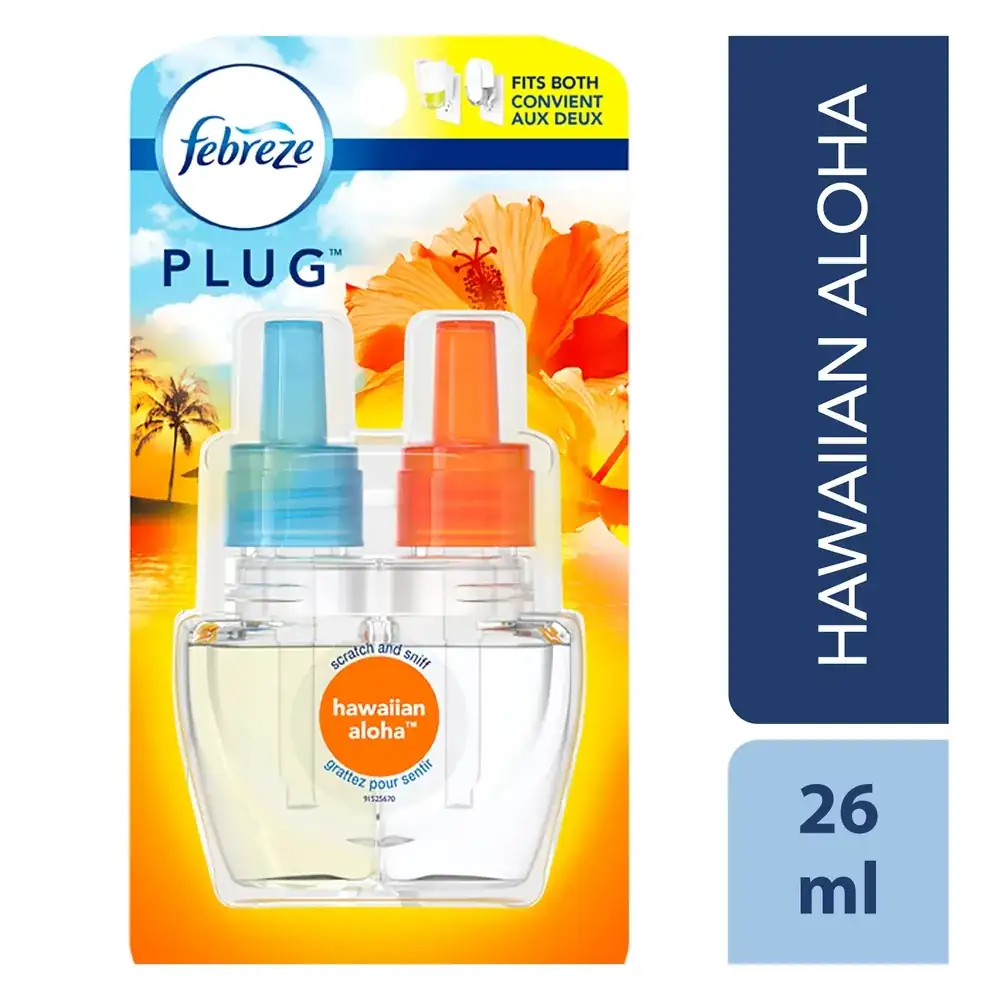 febreze
PLUG™
FITS BOTH
CONVIENT
AUX DEUX
scratch and sniff
hawaiian
aloha™
grattez pour sentir
91525670
HAWAIIAN ALOHA
26
ml